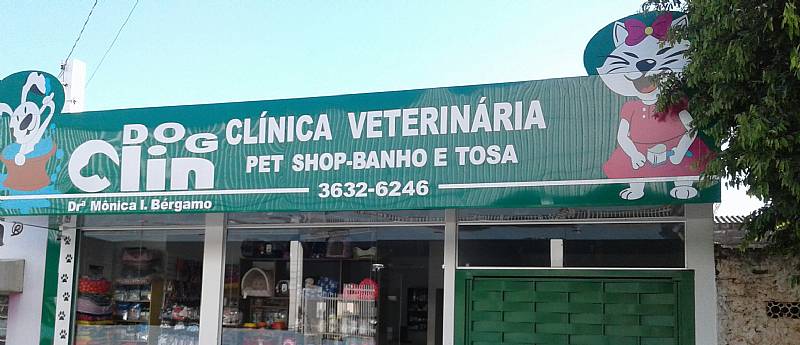 DOG Clin
CLÍNICA VETERINÁRIA
PET SHOP-BANHO E TOSA
3632-6246
Drª Mônica I. Bérgamo